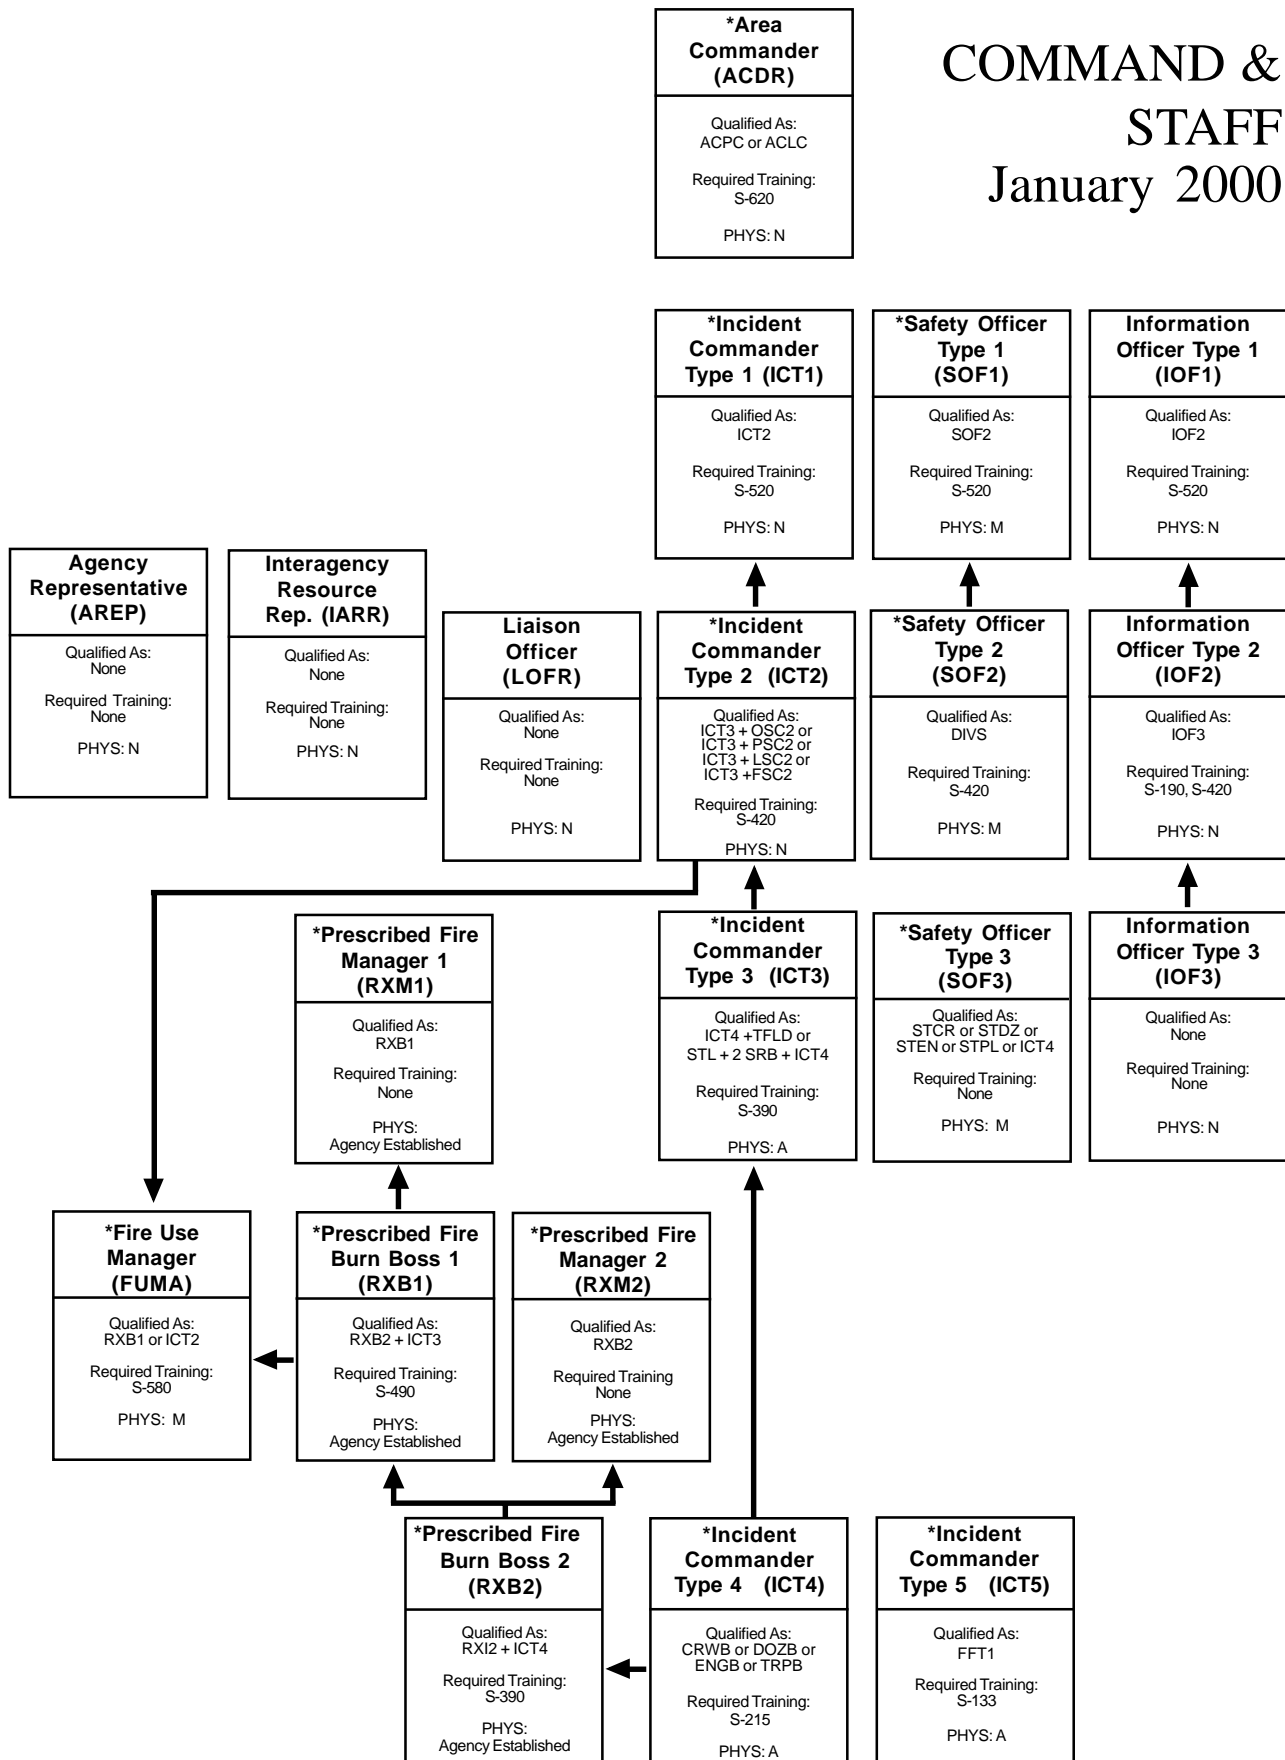 COMMAND &
STAFF
January 2000
*Area
Commander
(ACDR)
Qualified As:
ACPC or ACLC
Required Training:
S-620
PHYS: N
*Incident
Commander
Type 1 (ICT1)
Qualified As:
ICT2
Required Training:
S-520
PHYS: N
*Safety Officer
Type 1
(SOF1)
Qualified As:
SOF2
Required Training:
S-520
PHYS: M
Information
Officer Type 1
(IOF1)
Qualified As:
IOF2
Required Training:
S-520
PHYS: N
Agency
Representative
(AREP)
Qualified As:
None
Required Training:
None
PHYS: N
Interagency
Resource
Rep. (IARR)
Qualified As:
None
Required Training:
None
PHYS: N
Liaison
Officer
(LOFR)
Qualified As:
None
Required Training:
None
PHYS: N
*Incident
Commander
Type 2 (ICT2)
Qualified As:
ICT3 + OSC2 or
ICT3 + PSC2 or
ICT3 + LSC2 or
ICT3 +FSC2
Required Training:
S-420
PHYS: N
*Safety Officer
Type 2
(SOF2)
Qualified As:
DIVS
Required Training:
S-420
PHYS: M
Information
Officer Type 2
(IOF2)
Qualified As:
IOF3
Required Training:
S-190, S-420
PHYS: N
*Prescribed Fire
Manager 1
(RXM1)
Qualified As:
RXB1
Required Training:
None
PHYS:
Agency Established
*Incident
Commander
Type 3 (ICT3)
Qualified As:
ICT4 +TFLD or
STL + 2 SRB + ICT4
Required Training:
S-390
PHYS: A
*Safety Officer
Type 3
(SOF3)
Qualified As:
STCR or STDZ or
STEN or STPL or ICT4
Required Training:
None
PHYS: M
Information
Officer Type 3
(IOF3)
Qualified As:
None
Required Training:
None
PHYS: N
*Fire Use
Manager
(FUMA)
Qualified As:
RXB1 or ICT2
Required Training:
S-580
PHYS: M
*Prescribed Fire
Burn Boss 1
(RXB1)
Qualified As:
RXB2 + ICT3
Required Training:
S-490
PHYS:
Agency Established
*Prescribed Fire
Manager 2
(RXM2)
Qualified As:
RXB2
Required Training
None
PHYS:
Agency Established
*Prescribed Fire
Burn Boss 2
(RXB2)
Qualified As:
RXI2 + ICT4
Required Training:
S-390
PHYS:
Agency Established
*Incident
Commander
Type 4 (ICT4)
Qualified As:
CRWB or DOZB or
ENGB or TRPB
Required Training:
S-215
PHYS: A
*Incident
Commander
Type 5 (ICT5)
Qualified As:
FFT1
Required Training:
S-133
PHYS: A